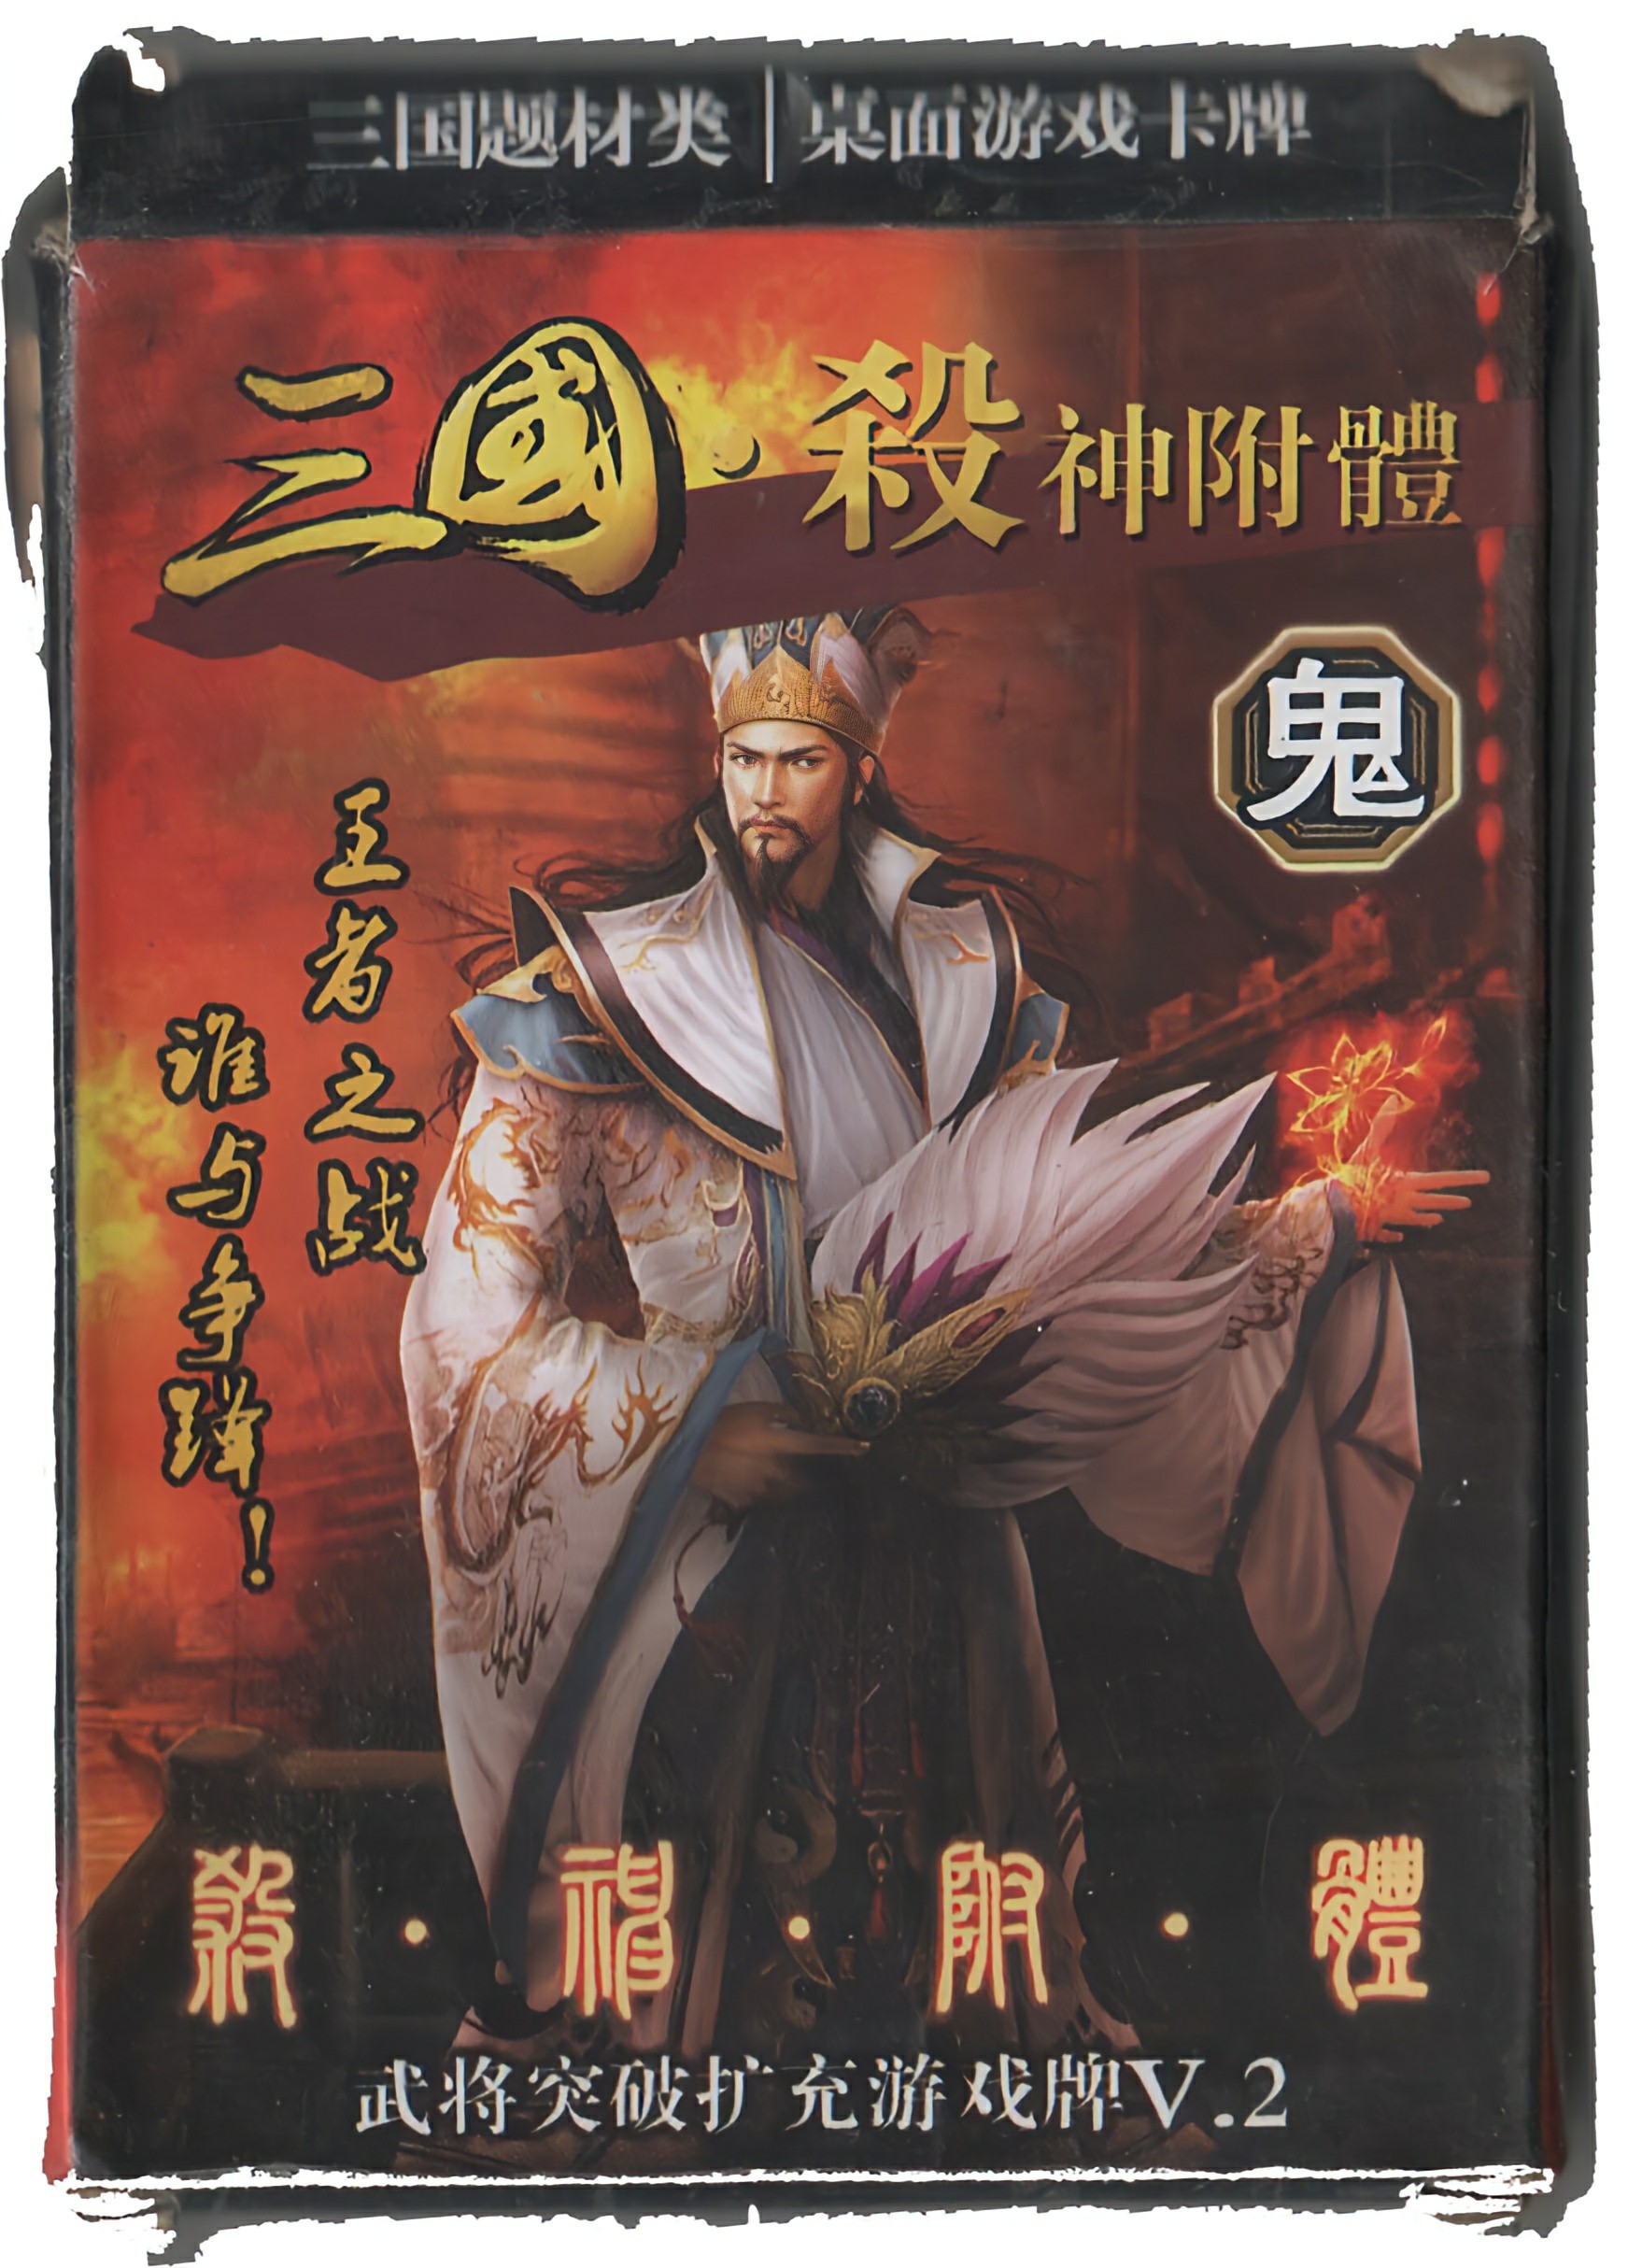 三国题材类|桌面游戏卡牌
三國·殺神附體
鬼
王者之战
谁与争锋!
殺·神·附·體
武将突破扩充游戏牌V.2